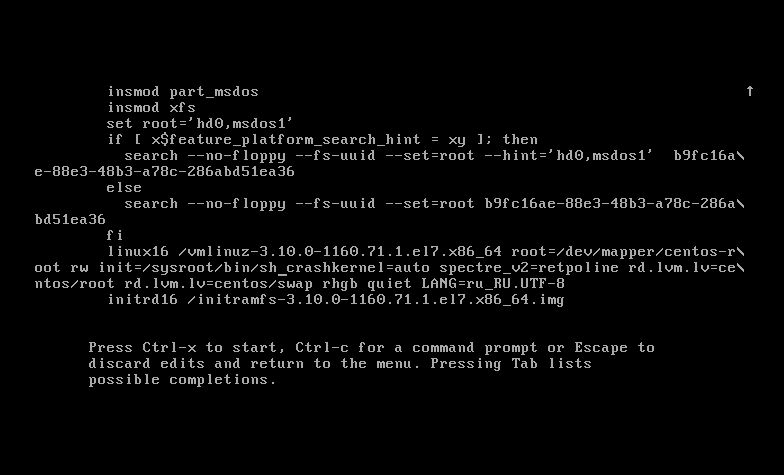 insmod part_msdos ↑
insmod xfs
set root='hd0,msdos1'
if [ x$feature_platform_search_hint = xy ]; then
search --no-floppy --fs-uuid --set=root --hint='hd0,msdos1'  b9fc16a\
e-88e3-48b3-a78c-286abd51ea36
else
search --no-floppy --fs-uuid --set=root b9fc16ae-88e3-48b3-a78c-286a\
bd51ea36
fi
linux16 /vmlinuz-3.10.0-1160.71.1.el7.x86_64 root=/dev/mapper/centos-r\
oot rw init=/sysroot/bin/sh_crashkernel=auto spectre_v2=retpoline rd.lvm.lv=ce\
ntos/root rd.lvm.lv=centos/swap rhgb quiet LANG=ru_RU.UTF-8
initrd16 /initramfs-3.10.0-1160.71.1.el7.x86_64.img
Press Ctrl-x to start, Ctrl-c for a command prompt or Escape to
discard edits and return to the menu. Pressing Tab lists
possible completions.